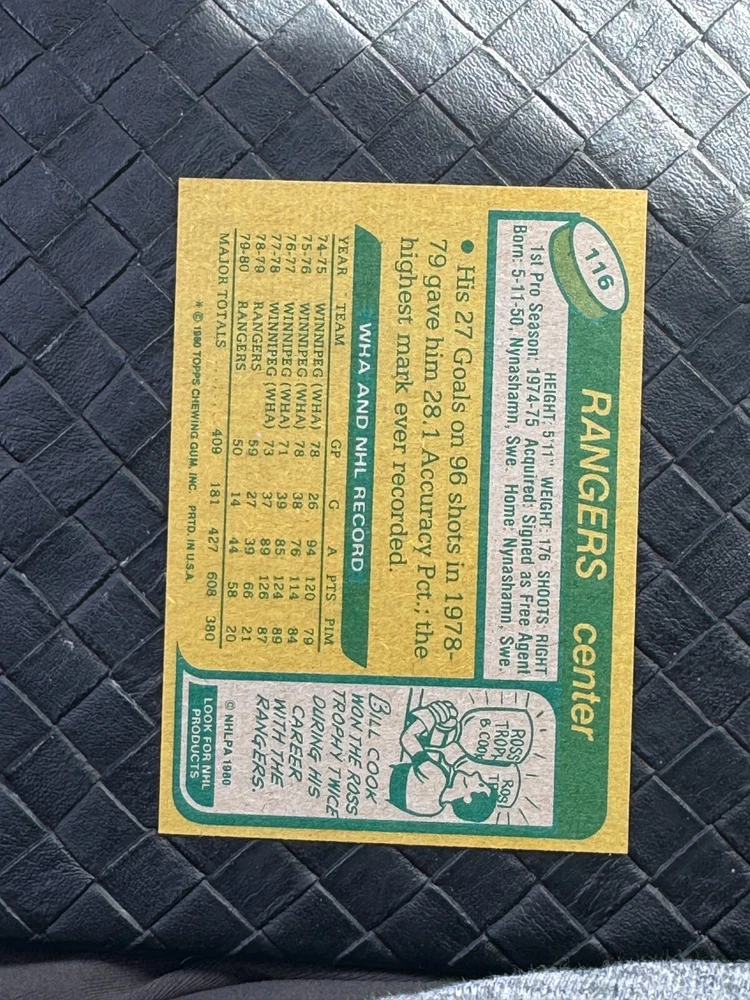 116
RANGERS center
HEIGHT: 5'11" WEIGHT: 176 SHOOTS: RIGHT
1st Pro Season: 1974-75 Acquired: Signed as Free Agent
Born: 5-11-50, Nynashamn, Swe. Home: Nynashamn, Swe.
• His 27 Goals on 96 shots in 1978-
79 gave him 28.1 Accuracy Pct.; the
highest mark ever recorded.
WHA AND NHL RECORD
YEAR TEAM GP G A PTS PIM
74-75 WINNIPEG (WHA) 78 26 94 120 79
75-76 WINNIPEG (WHA) 78 38 76 114 84
76-77 WINNIPEG (WHA) 71 39 85 124 89
77-78 WINNIPEG (WHA) 73 37 89 126 87
78-79 RANGERS 59 27 39 66 21
79-80 RANGERS 50 14 44 58 20
MAJOR TOTALS 409 181 427 608 380
* © 1980 TOPPS CHEWING GUM, INC. PRTD. IN U.S.A.
ROSS
TROP.
B.COO
ROS
TR
BILL COOK
WON THE ROSS
TROPHY TWICE
DURING HIS
CAREER
WITH THE
RANGERS.
© NHLPA 1980
LOOK FOR NHL
PRODUCTS